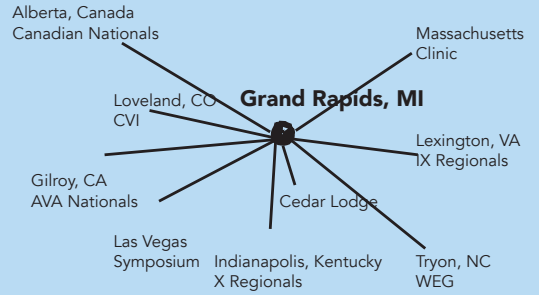 Alberta, Canada
Canadian Nationals
Massachusetts
Clinic
Loveland, CO
CVI
Grand Rapids, MI
Lexington, VA
IX Regionals
Gilroy, CA
AVA Nationals
Cedar Lodge
Las Vegas
Symposium
Indianapolis, Kentucky
X Regionals
Tryon, NC
WEG